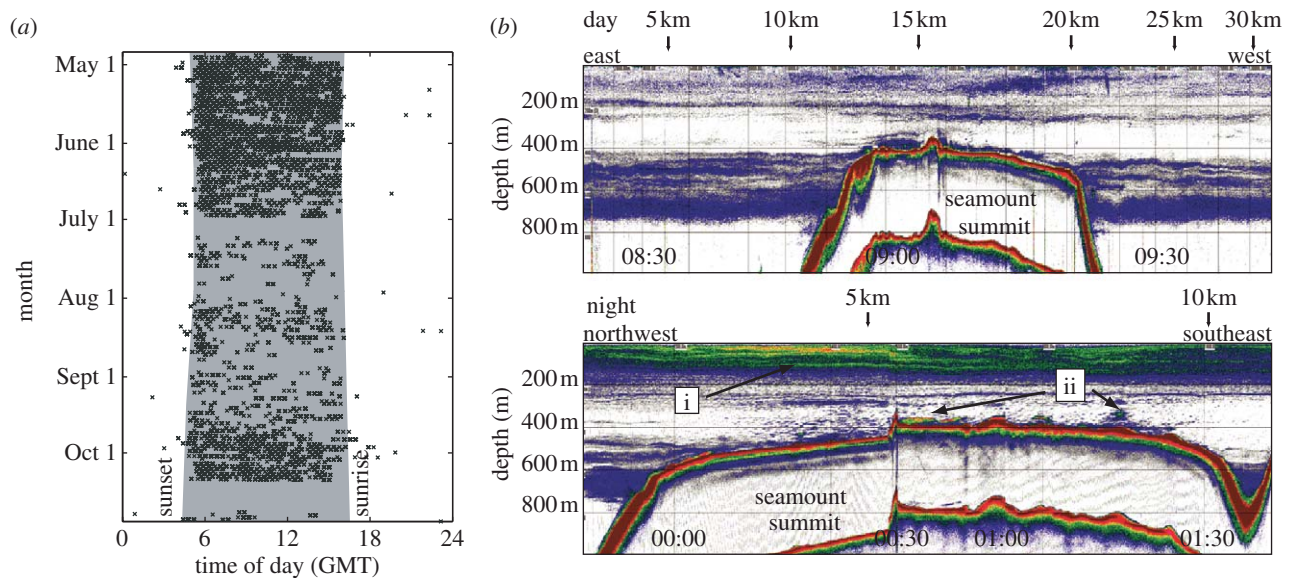 (a)
month
May 1
June 1
July 1
Aug 1
Sept 1
Oct 1
sunset
sunrise
0 6 12 18 24
time of day (GMT)
(b)
day 5 km 10 km 15 km 20 km 25 km 30 km
east west
depth (m)
200 m
400 m
600 m
800 m
seamount
summit
08:30 09:00 09:30
night 5 km 10 km
northwest southeast
depth (m)
200 m
400 m
600 m
800 m
i
ii
seamount
summit
00:00 00:30 01:00 01:30